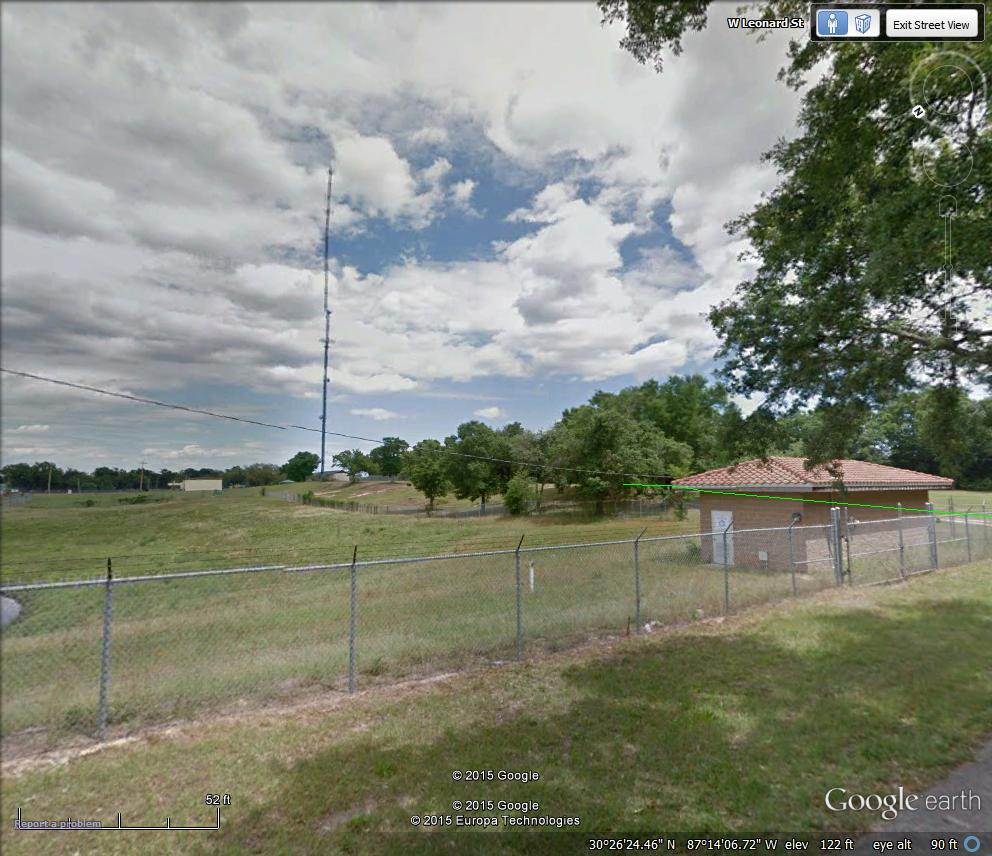 W Leonard St
Exit Street View
N
© 2015 Google
52 ft
Report a problem
© 2015 Google
© 2015 Europa Technologies
Google earth
30°26'24.46" N 87°14'06.72" W elev 122 ft eye alt 90 ft